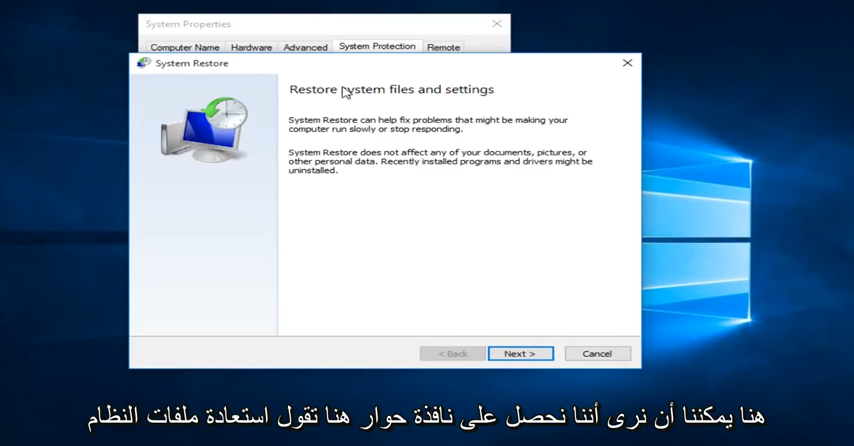 System Properties
Computer Name Hardware Advanced System Protection Remote
System Restore
Restore system files and settings
System Restore can help fix problems that might be making your
computer run slowly or stop responding.
System Restore does not affect any of your documents, pictures, or
other personal data. Recently installed programs and drivers might be
uninstalled.
< Back Next > Cancel
هنا يمكننا أن نرى أننا نحصل على نافذة حوار هنا تقول استعادة ملفات النظام